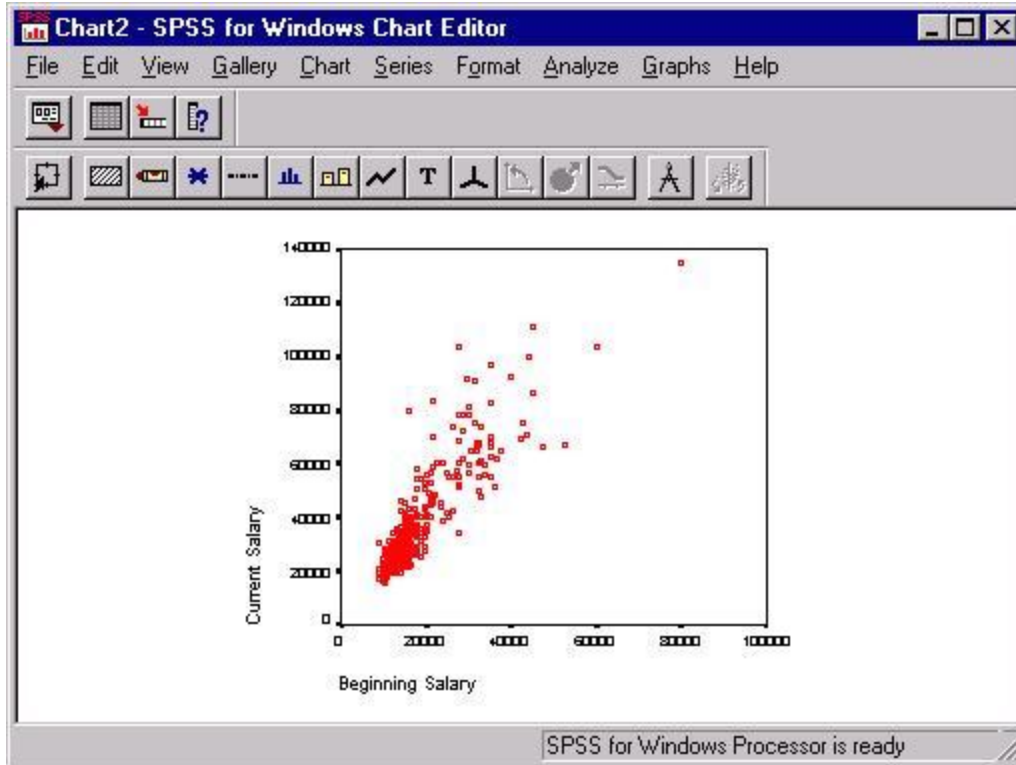 SPSS
Chart2 - SPSS for Windows Chart Editor
File Edit View Gallery Chart Series Format Analyze Graphs Help
T
140000
120000
100000
80000
60000
40000
20000
0
Current Salary
0 20000 40000 60000 80000 100000
Beginning Salary
SPSS for Windows Processor is ready